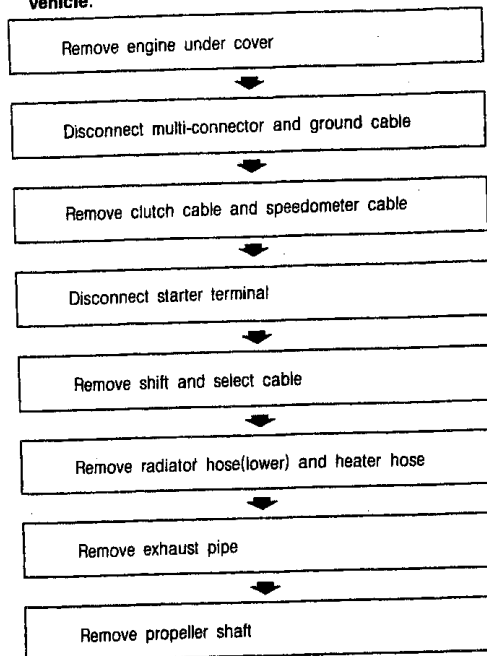 vehicle.
Remove engine under cover
Disconnect multi-connector and ground cable
Remove clutch cable and speedometer cable
Disconnect starter terminal
Remove shift and select cable
Remove radiator hose(lower) and heater hose
Remove exhaust pipe
Remove propeller shaft